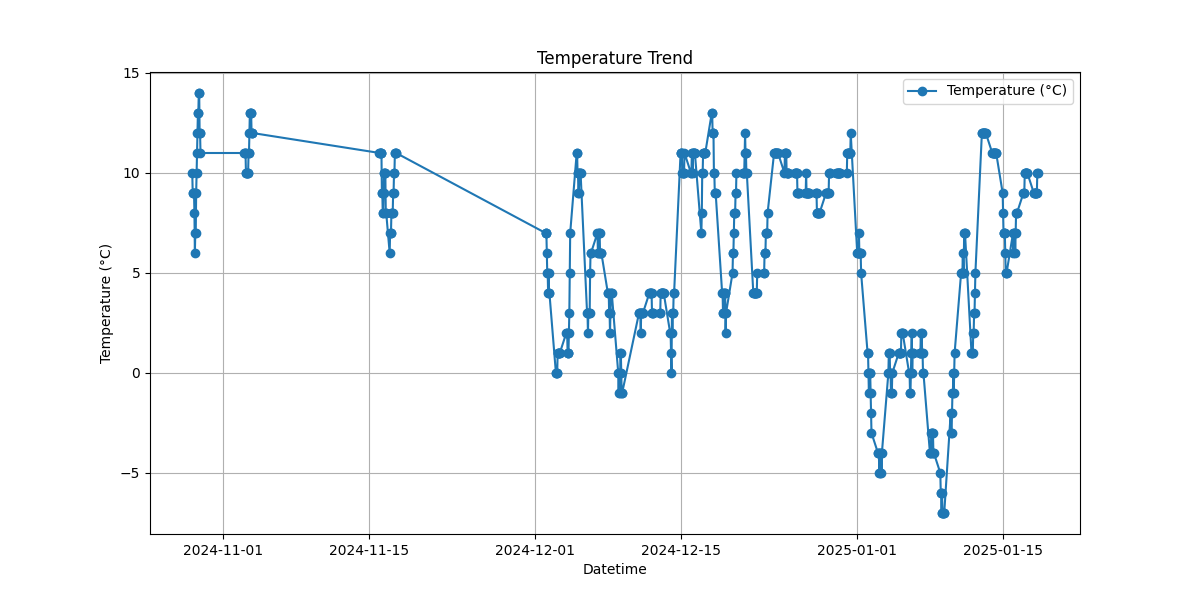 Temperature Trend
Temperature (°C)
15
10
5
0
−5
Temperature (°C)
2024-11-01
2024-11-15
2024-12-01
2024-12-15
2025-01-01
2025-01-15
Datetime